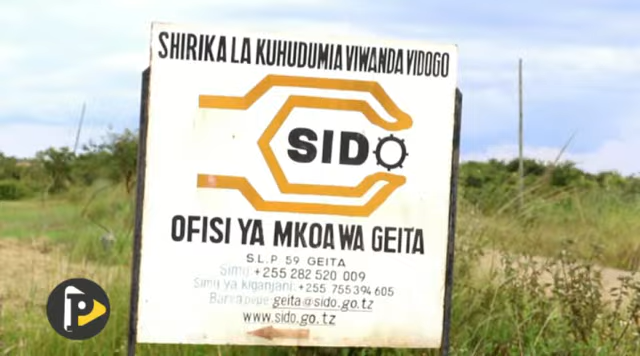 SHIRIKA LA KUHUDUMIA VIWANDA VIDOGO
SIDO
OFISI YA MKOA WA GEITA
S.L.P 59 GEITA
Simu: +255 282 520 009
Simu ya kiganjani: +255 755 394 605
Barua pepe: geita@sido.go.tz
www.sido.go.tz